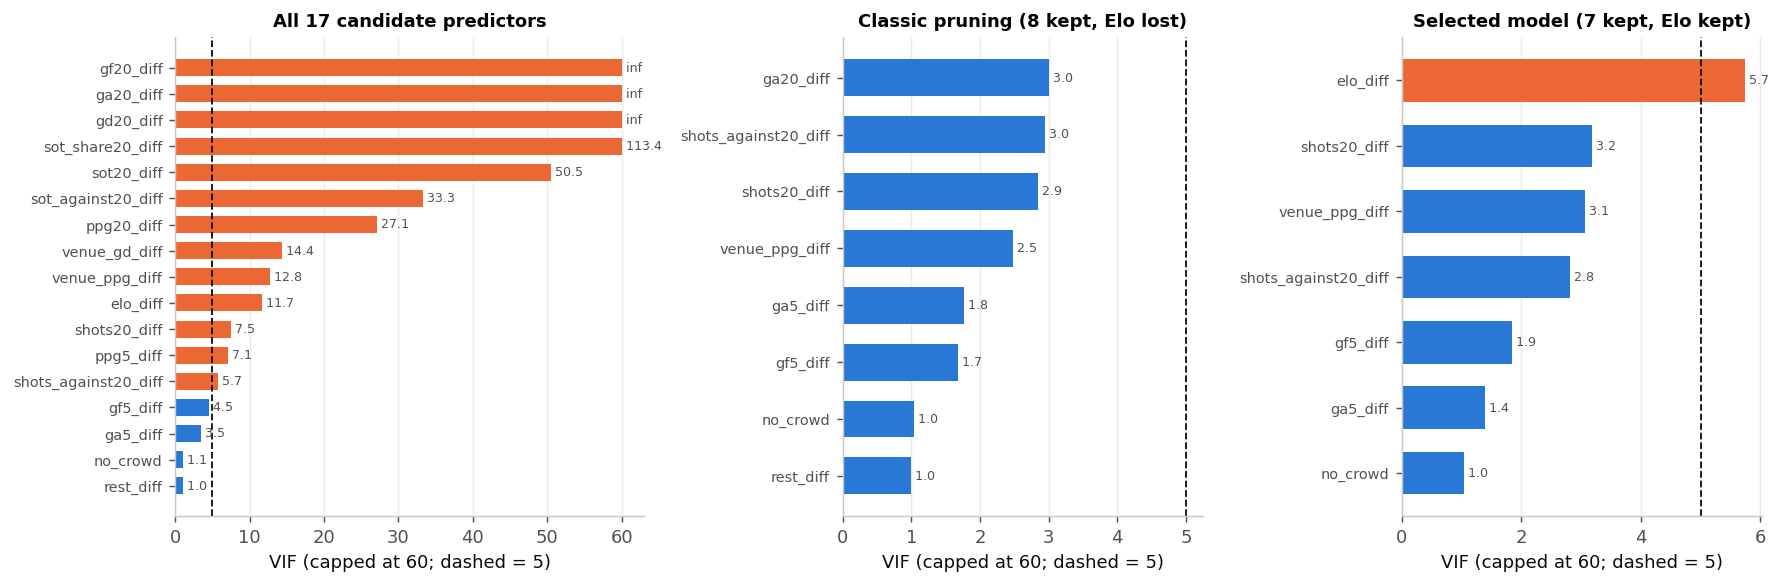 All 17 candidate predictors
gf20_diff inf
ga20_diff inf
gd20_diff inf
sot_share20_diff 113.4
sot20_diff 50.5
sot_against20_diff 33.3
ppg20_diff 27.1
venue_gd_diff 14.4
venue_ppg_diff 12.8
elo_diff 11.7
shots20_diff 7.5
ppg5_diff 7.1
shots_against20_diff 5.7
gf5_diff 4.5
ga5_diff 3.5
no_crowd 1.1
rest_diff 1.0
0 10 20 30 40 50 60
VIF (capped at 60; dashed = 5)
Classic pruning (8 kept, Elo lost)
ga20_diff 3.0
shots_against20_diff 3.0
shots20_diff 2.9
venue_ppg_diff 2.5
ga5_diff 1.8
gf5_diff 1.7
no_crowd 1.0
rest_diff 1.0
0 1 2 3 4 5
VIF (capped at 60; dashed = 5)
Selected model (7 kept, Elo kept)
elo_diff 5.7
shots20_diff 3.2
venue_ppg_diff 3.1
shots_against20_diff 2.8
gf5_diff 1.9
ga5_diff 1.4
no_crowd 1.0
0 2 4 6
VIF (capped at 60; dashed = 5)